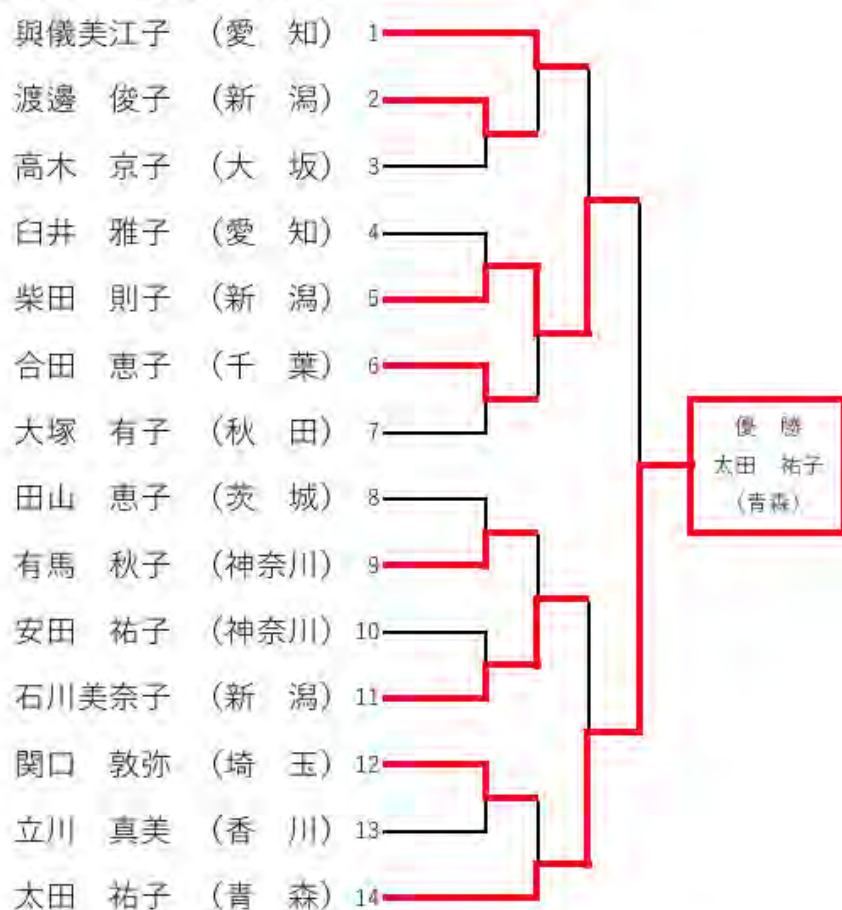 與儀美江子 （愛 知） 1
渡邊 俊子 （新 潟） 2
高木 京子 （大 坂） 3
臼井 雅子 （愛 知） 4
柴田 則子 （新 潟） 5
合田 恵子 （千 葉） 6
大塚 有子 （秋 田） 7
田山 恵子 （茨 城） 8
有馬 秋子 （神奈川） 9
安田 祐子 （神奈川） 10
石川美奈子 （新 潟） 11
関口 敦弥 （埼 玉） 12
立川 真美 （香 川） 13
太田 祐子 （青 森） 14
優 勝
太田 祐子
（青森）